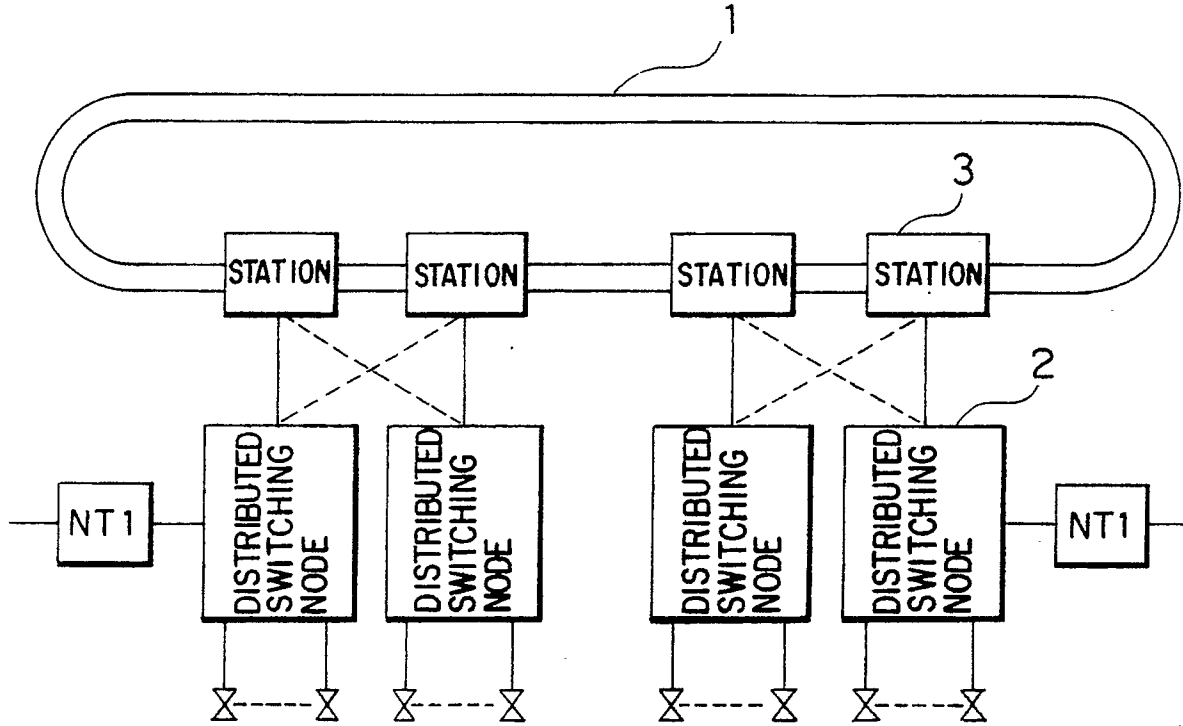 1
3
STATION
STATION
STATION
STATION
2
NT1
DISTRIBUTED
SWITCHING
NODE
DISTRIBUTED
SWITCHING
NODE
DISTRIBUTED
SWITCHING
NODE
DISTRIBUTED
SWITCHING
NODE
NT1